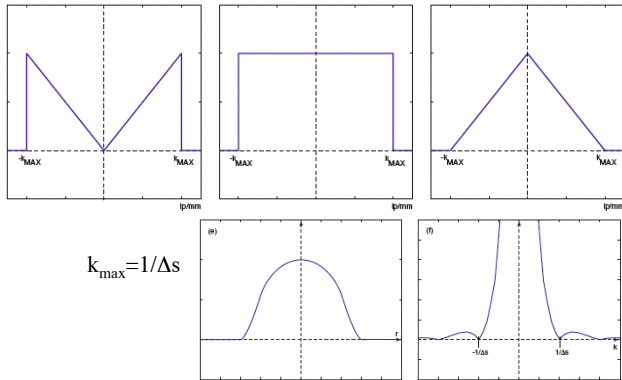 -kMAX kMAX
lp/mm
-kMAX kMAX
lp/mm
-kMAX kMAX
lp/mm
kmax=1/Δs
(e)
r
(f)
-1/Δs 1/Δs k